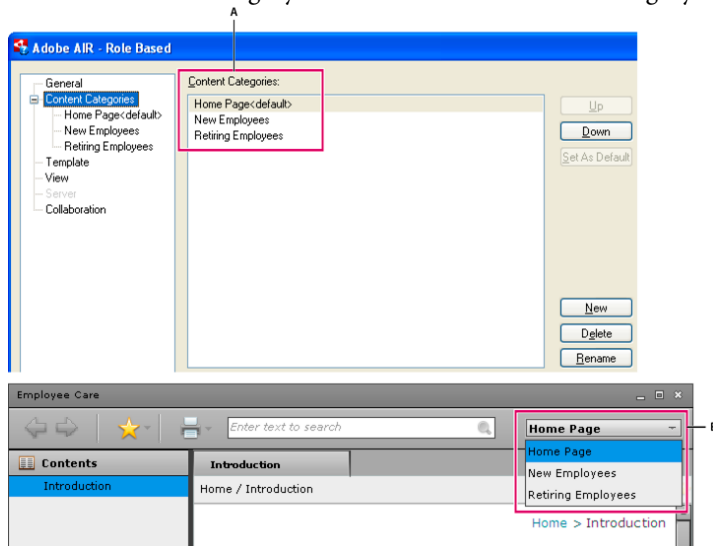 A
Adobe AIR - Role Based
General
Content Categories
Home Page<default>
New Employees
Retiring Employees
Template
View
Server
Collaboration
Content Categories:
Home Page<default>
New Employees
Retiring Employees
Up
Down
Set As Default
New
Delete
Rename
Employee Care
Enter text to search
Home Page
Home Page
New Employees
Retiring Employees
Contents
Introduction
Introduction
Home / Introduction
Home > Introduction